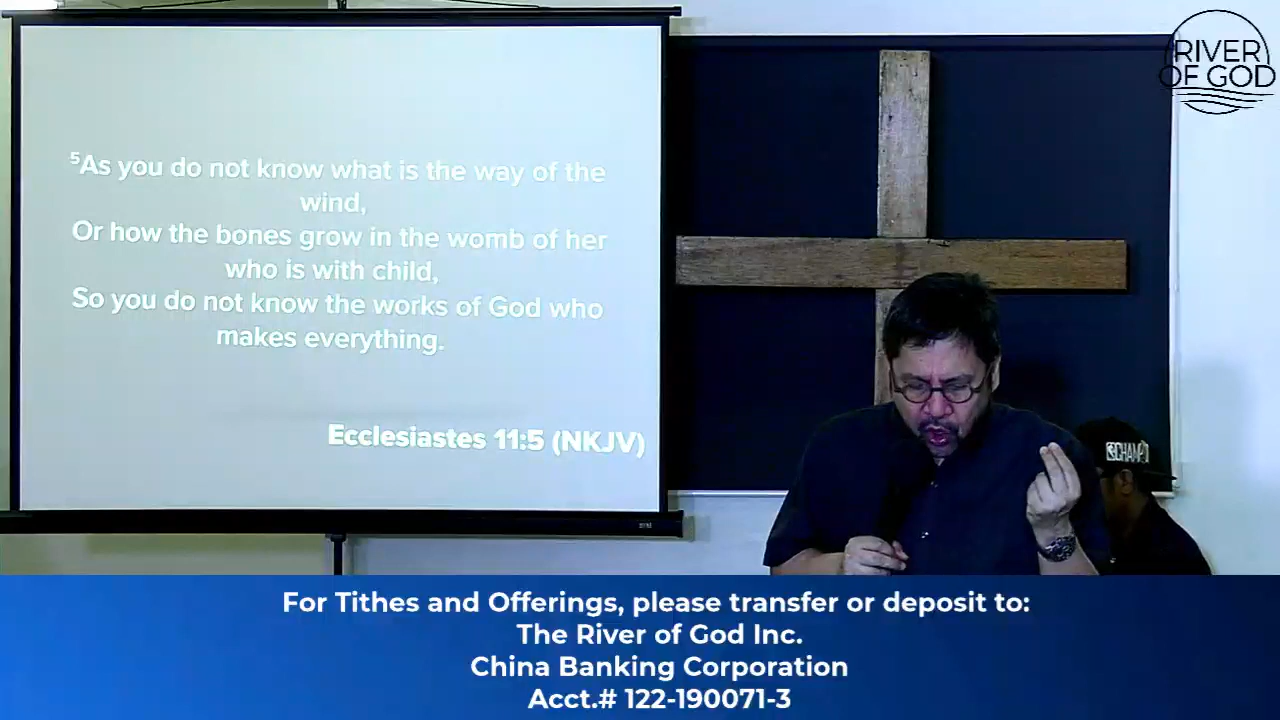 ⁵As you do not know what is the way of the
wind,
Or how the bones grow in the womb of her
who is with child,
So you do not know the works of God who
makes everything.
Ecclesiastes 11:5 (NKJV)
RIVER
OF GOD
For Tithes and Offerings, please transfer or deposit to:
The River of God Inc.
China Banking Corporation
Acct.# 122-190071-3